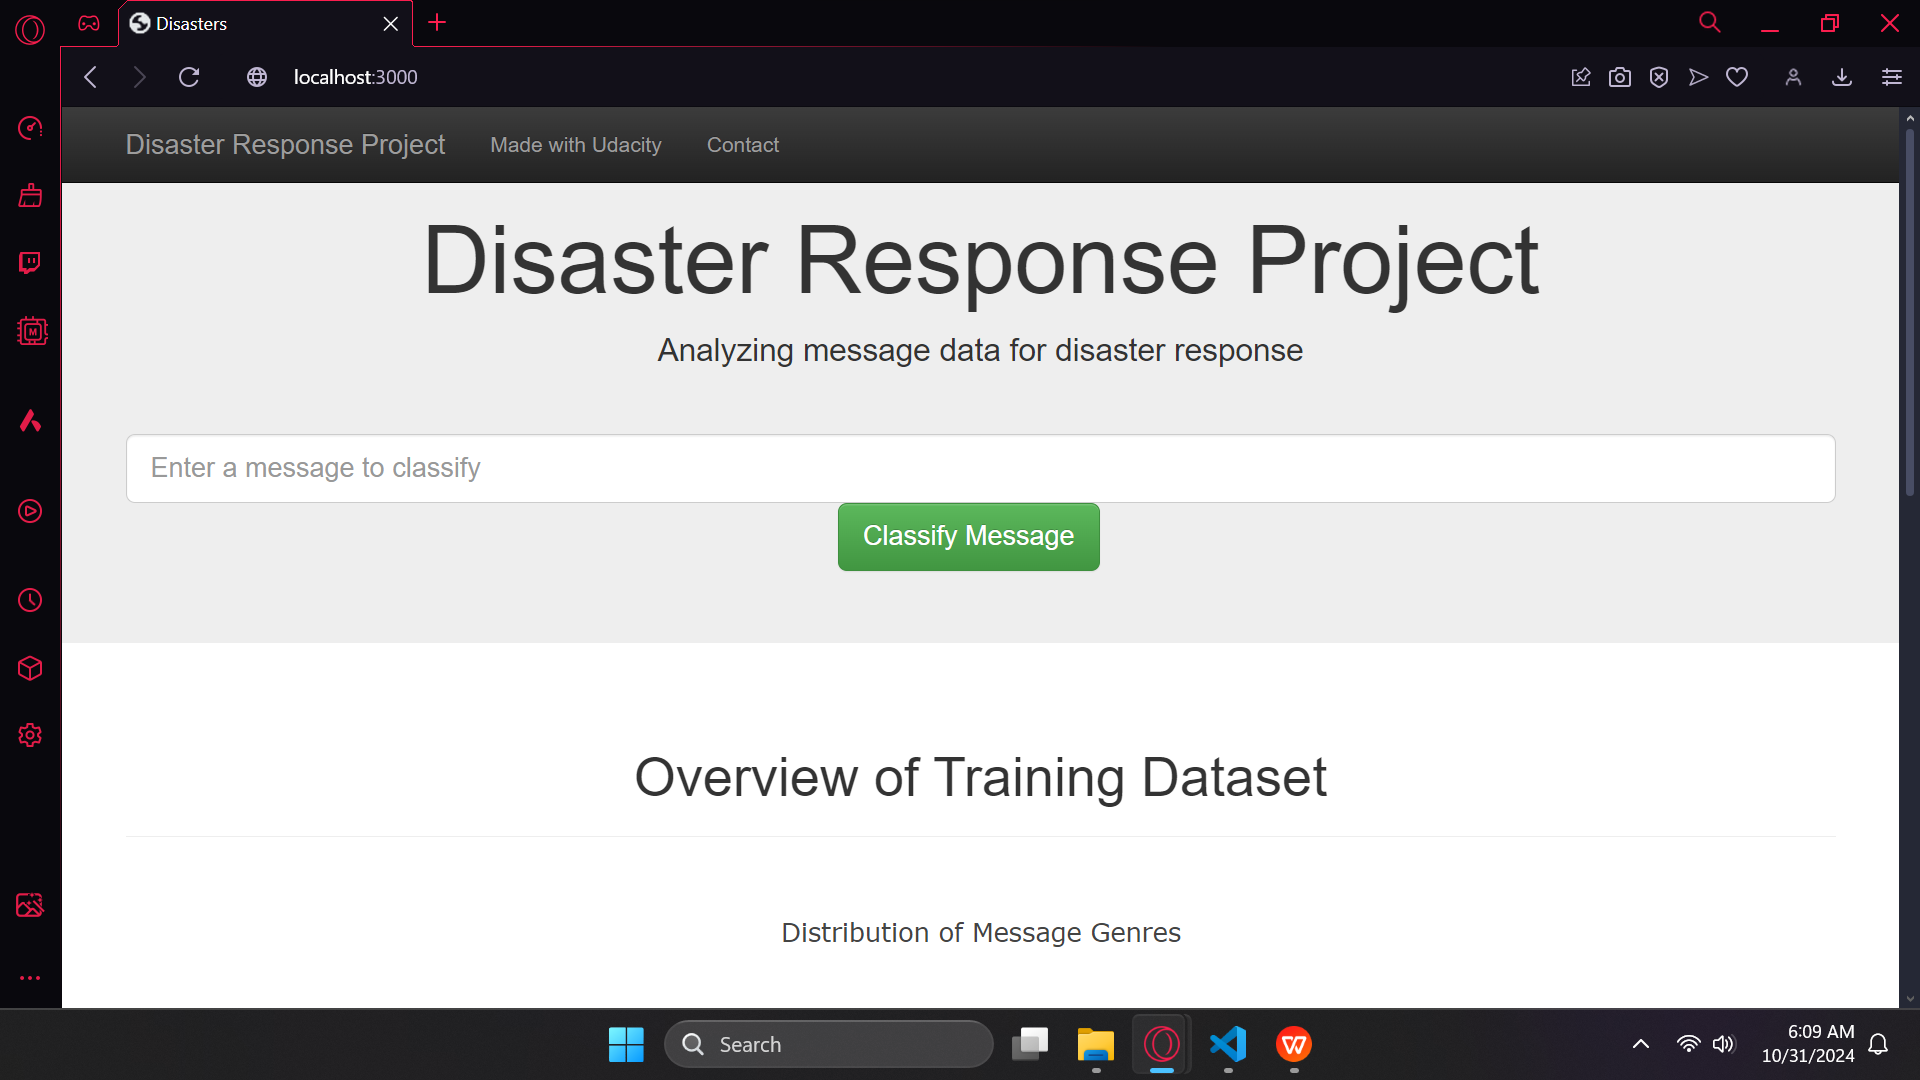 Disasters
localhost:3000
Disaster Response Project
Made with Udacity
Contact
Disaster Response Project
Analyzing message data for disaster response
Enter a message to classify
Classify Message
Overview of Training Dataset
Distribution of Message Genres
Search
6:09 AM
10/31/2024